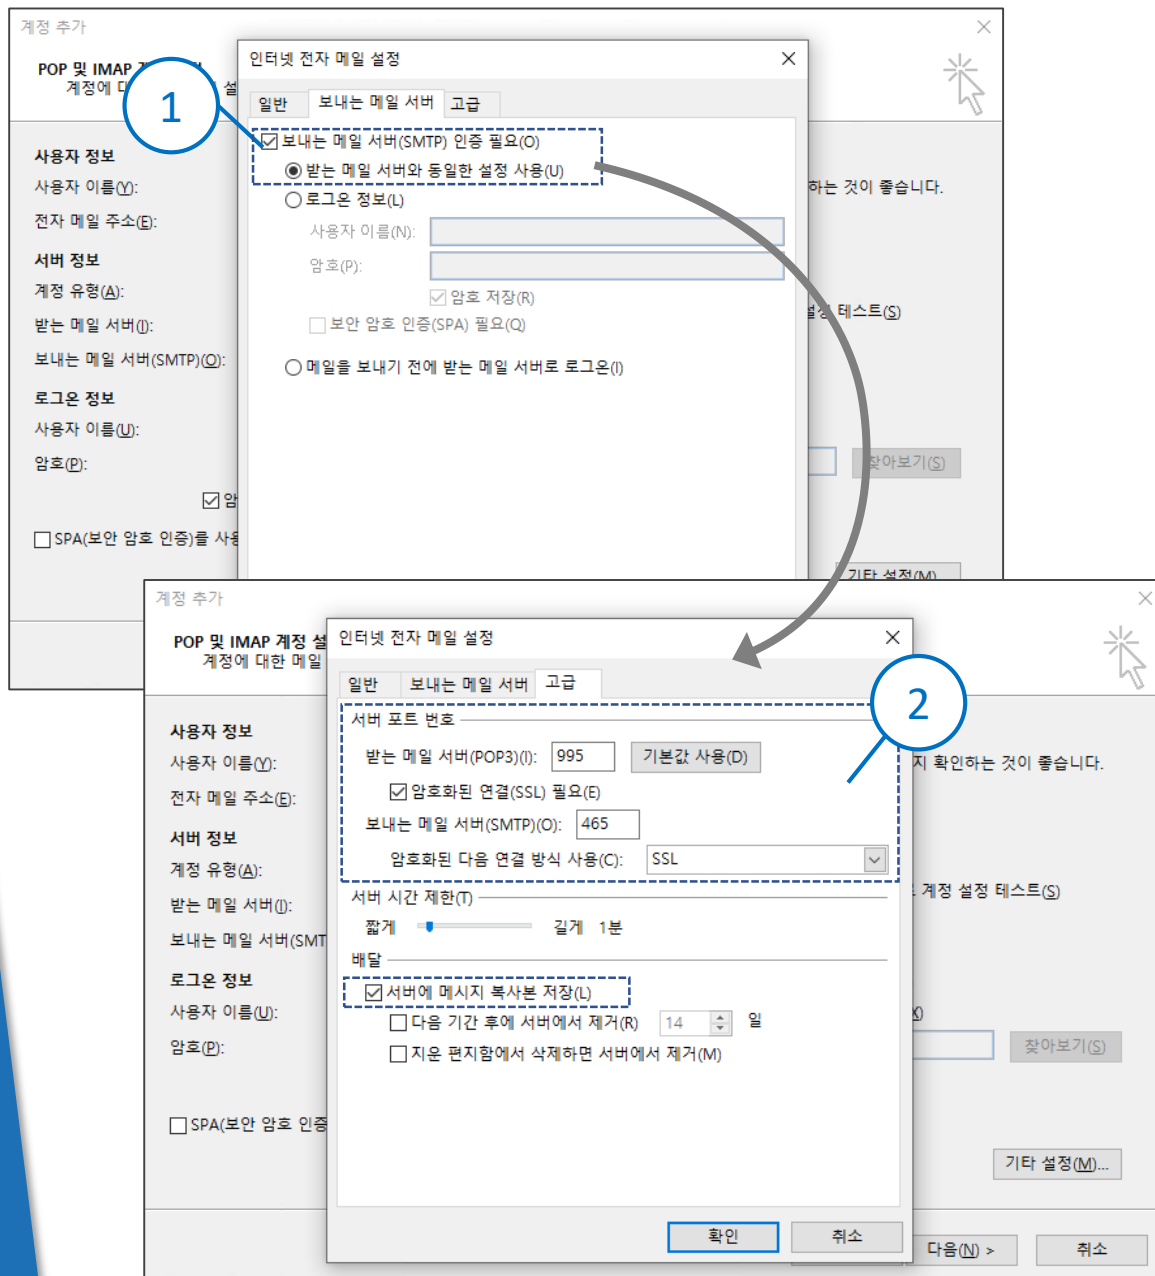 계정 추가
POP 및 IMAP
계정에
설
1
인터넷 전자 메일 설정
일반 보내는 메일 서버 고급
보내는 메일 서버(SMTP) 인증 필요(O)
받는 메일 서버와 동일한 설정 사용(U)
로그온 정보(L)
사용자 이름(N):
암호(P):
암호 저장(R)
보안 암호 인증(SPA) 필요(Q)
메일을 보내기 전에 받는 메일 서버로 로그온(I)
사용자 정보
사용자 이름(Y):
하는 것이 좋습니다.
전자 메일 주소(E):
서버 정보
계정 유형(A):
받는 메일 서버(I):
설정 테스트(S)
보내는 메일 서버(SMTP)(O):
로그온 정보
사용자 이름(U):
암호(P):
찾아보기(S)
암
SPA(보안 암호 인증)를 사용
기타 설정(M)
계정 추가
POP 및 IMAP 계정 설
계정에 대한 메일
인터넷 전자 메일 설정
일반 보내는 메일 서버 고급
2
서버 포트 번호
받는 메일 서버(POP3)(I): 995 기본값 사용(D)
암호화된 연결(SSL) 필요(E)
보내는 메일 서버(SMTP)(O): 465
암호화된 다음 연결 방식 사용(C): SSL
서버 시간 제한(T)
짧게 길게 1분
배달
서버에 메시지 복사본 저장(L)
다음 기간 후에 서버에서 제거(R) 14 일
지운 편지함에서 삭제하면 서버에서 제거(M)
확인 취소
사용자 정보
사용자 이름(Y):
지 확인하는 것이 좋습니다.
전자 메일 주소(E):
서버 정보
계정 유형(A):
계정 설정 테스트(S)
받는 메일 서버(I):
보내는 메일 서버(SMT
로그온 정보
사용자 이름(U):
암호(P):
찾아보기(S)
SPA(보안 암호 인증
기타 설정(M)...
다음(N) > 취소